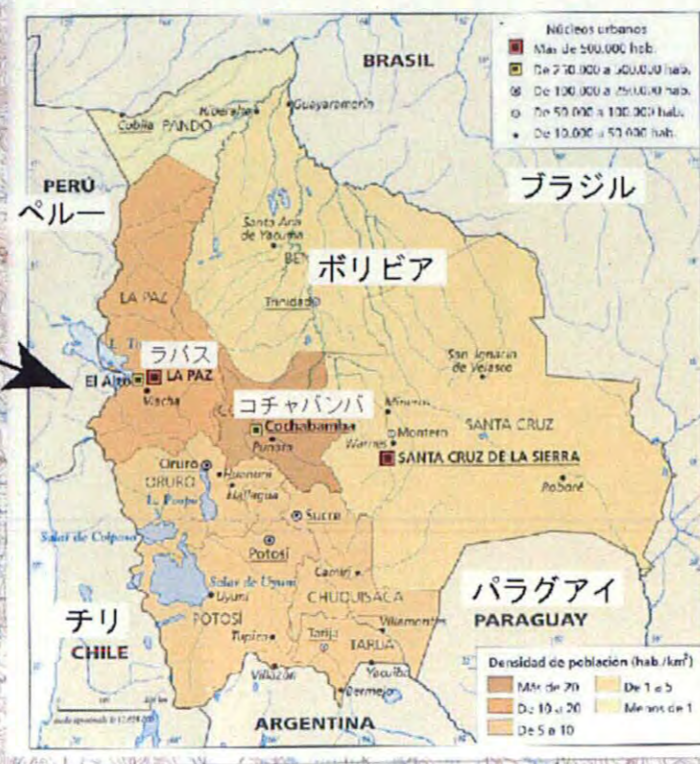 Núcleos urbanos
Más de 500.000 hab.
De 250.000 a 500.000 hab.
De 100.000 a 250.000 hab.
De 50.000 a 100.000 hab.
De 10.000 a 50.000 hab.
BRASIL
ブラジル
Guayaramerín
Riberalta
Cobija
PANDO
PERÚ
ペルー
Santa Ana
de Yacuma
ボリビア
Trinidad
LA PAZ
ラパス
El Alto
LA PAZ
Viacha
コチャバンバ
Cochabamba
Punata
San Ignacio
de Velasco
Mineros
Montero
Warnes
SANTA CRUZ
SANTA CRUZ DE LA SIERRA
Roboré
Oruro
ORURO
Huanuni
Llallagua
L. Poopó
Sucre
Salar de Coipasa
Potosí
Salar de Uyuni
Uyuni
Camiri
CHUQUISACA
チリ
CHILE
POTOSÍ
Tupiza
Tarija
TARIJA
Villamontes
パラグアイ
PARAGUAY
Villazón
Yacuiba
Bermejo
ARGENTINA
Densidad de población (hab./km²)
Más de 20
De 10 a 20
De 5 a 10
De 1 a 5
Menos de 1